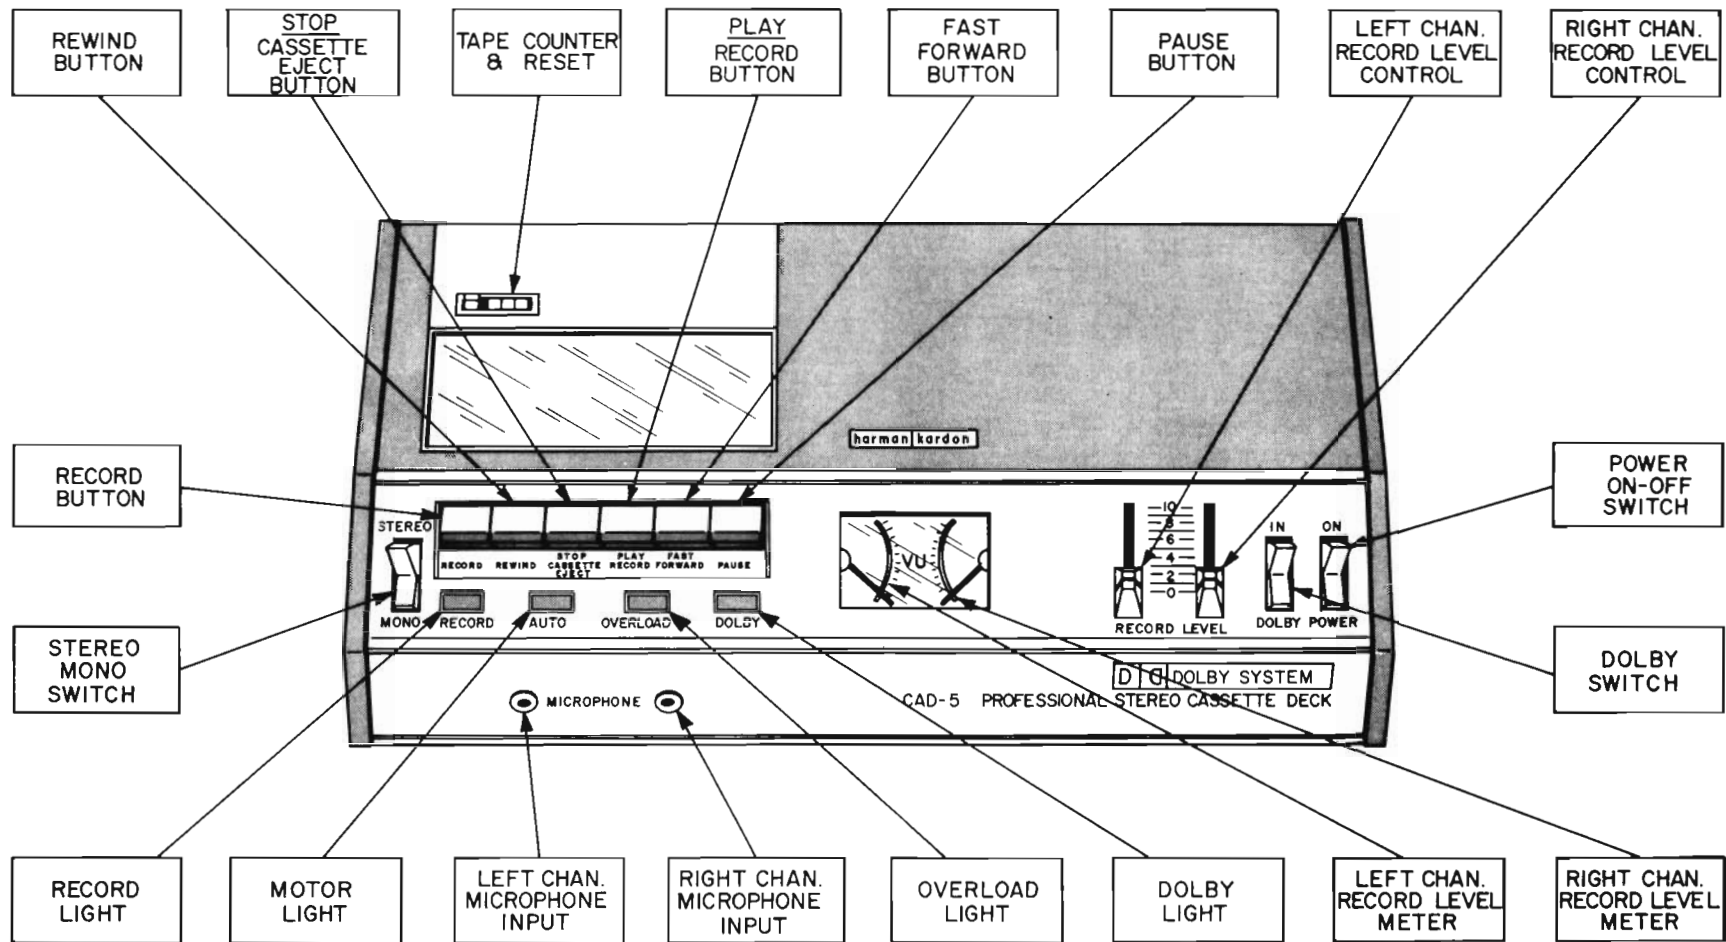 REWIND
BUTTON
STOP
CASSETTE
EJECT
BUTTON
TAPE COUNTER
& RESET
PLAY
RECORD
BUTTON
FAST
FORWARD
BUTTON
PAUSE
BUTTON
LEFT CHAN.
RECORD LEVEL
CONTROL
RIGHT CHAN.
RECORD LEVEL
CONTROL
harman kardon
RECORD
BUTTON
POWER
ON-OFF
SWITCH
STEREO
MONO
RECORD
REWIND
STOP
CASSETTE
EJECT
PLAY
RECORD
FAST
FORWARD
PAUSE
RECORD
AUTO
OVERLOAD
DOLBY
VU
10
8
6
4
2
0
RECORD LEVEL
IN
DOLBY
ON
POWER
STEREO
MONO
SWITCH
DOLBY
SWITCH
DOLBY SYSTEM
MICROPHONE
CAD-5 PROFESSIONAL STEREO CASSETTE DECK
RECORD
LIGHT
MOTOR
LIGHT
LEFT CHAN.
MICROPHONE
INPUT
RIGHT CHAN.
MICROPHONE
INPUT
OVERLOAD
LIGHT
DOLBY
LIGHT
LEFT CHAN.
RECORD LEVEL
METER
RIGHT CHAN.
RECORD LEVEL
METER